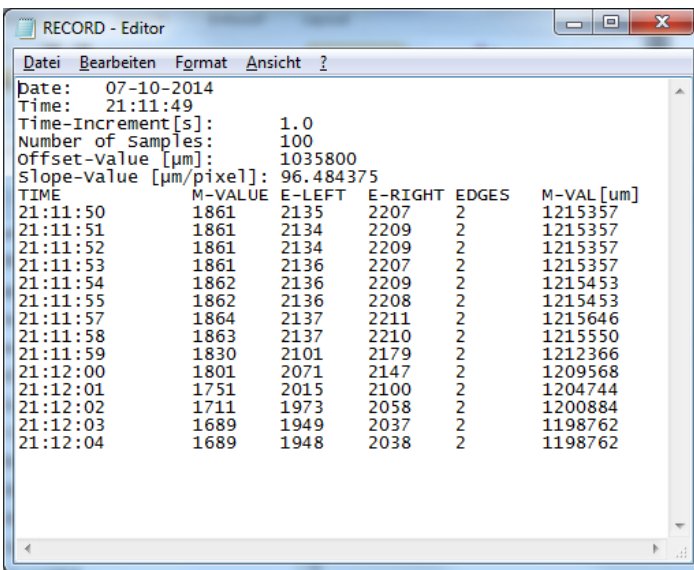 RECORD - Editor
Datei Bearbeiten Format Ansicht ?
Date: 07-10-2014
Time: 21:11:49
Time-Increment[s]: 1.0
Number of Samples: 100
Offset-Value [µm]: 1035800
Slope-Value [µm/pixel]: 96.484375
TIME M-VALUE E-LEFT E-RIGHT EDGES M-VAL[um]
21:11:50 1861 2135 2207 2 1215357
21:11:51 1861 2134 2209 2 1215357
21:11:52 1861 2134 2209 2 1215357
21:11:53 1861 2136 2207 2 1215357
21:11:54 1862 2136 2209 2 1215453
21:11:55 1862 2136 2208 2 1215453
21:11:57 1864 2137 2211 2 1215646
21:11:58 1863 2137 2210 2 1215550
21:11:59 1830 2101 2179 2 1212366
21:12:00 1801 2071 2147 2 1209568
21:12:01 1751 2015 2100 2 1204744
21:12:02 1711 1973 2058 2 1200884
21:12:03 1689 1949 2037 2 1198762
21:12:04 1689 1948 2038 2 1198762